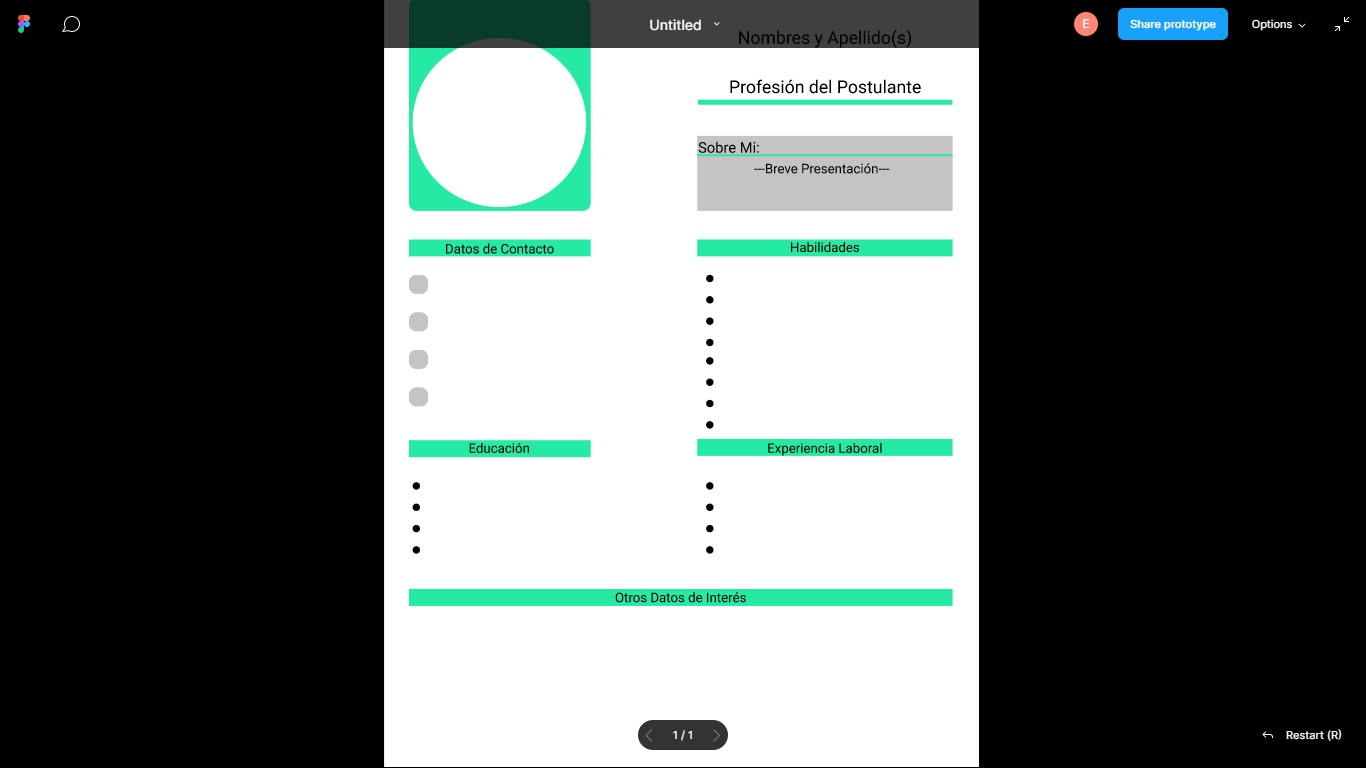 Untitled
E
Share prototype
Options
Nombres y Apellido(s)
Profesión del Postulante
Sobre Mi:
---Breve Presentación---
Datos de Contacto
Habilidades
Educación
Experiencia Laboral
Otros Datos de Interés
1 / 1
Restart (R)